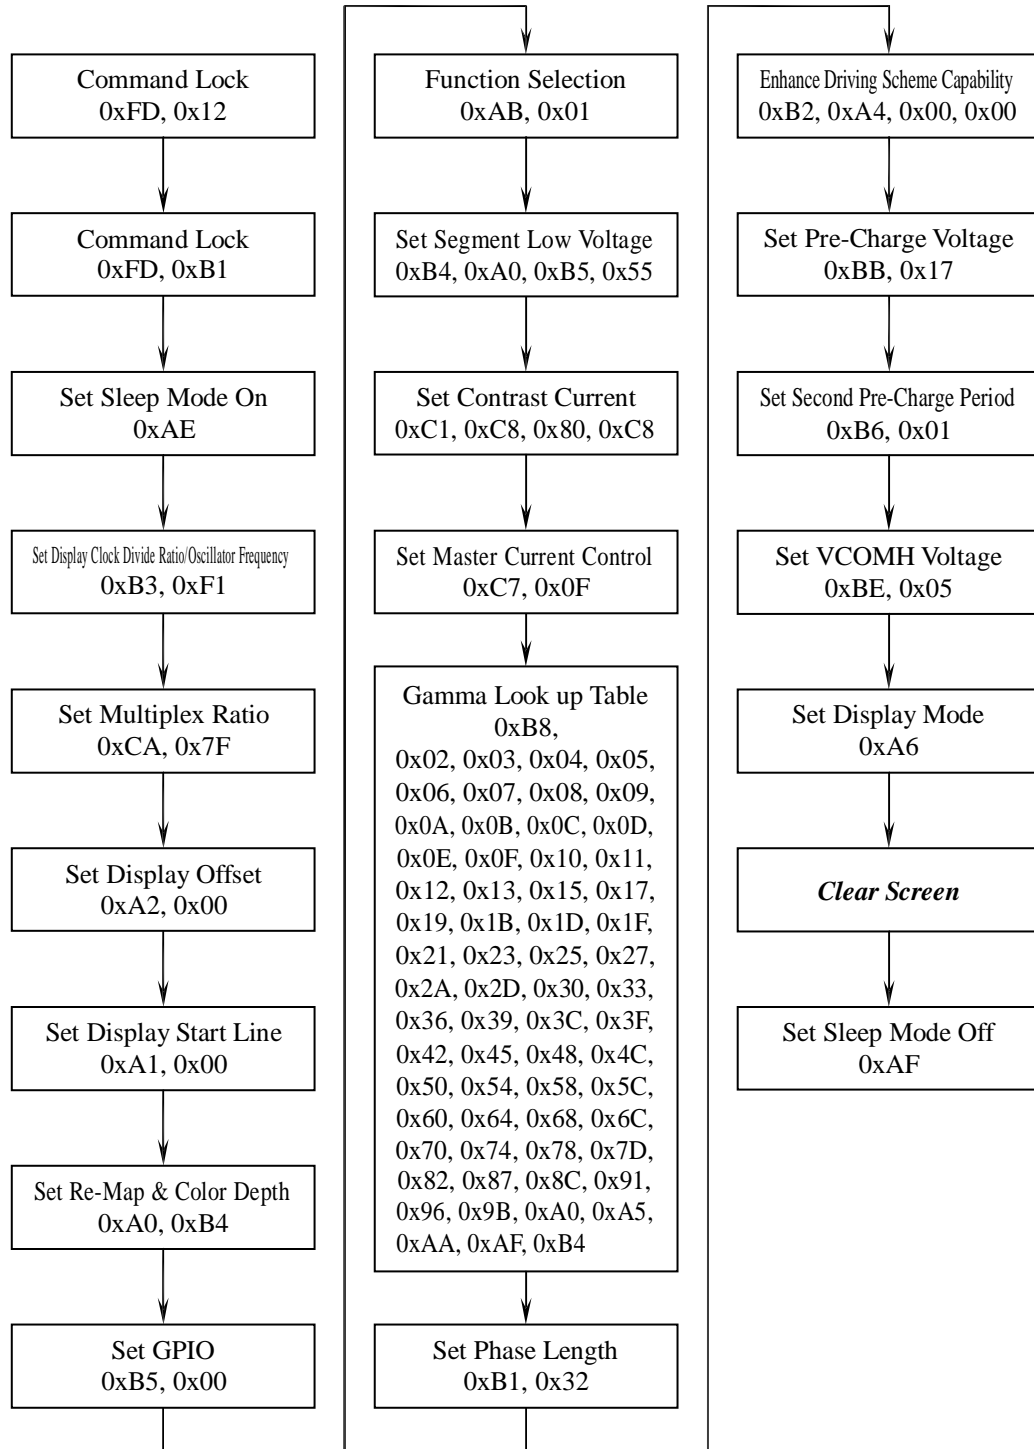 Command Lock
0xFD, 0x12
Command Lock
0xFD, 0xB1
Set Sleep Mode On
0xAE
Set Display Clock Divide Ratio/Oscillator Frequency
0xB3, 0xF1
Set Multiplex Ratio
0xCA, 0x7F
Set Display Offset
0xA2, 0x00
Set Display Start Line
0xA1, 0x00
Set Re-Map & Color Depth
0xA0, 0xB4
Set GPIO
0xB5, 0x00
Function Selection
0xAB, 0x01
Set Segment Low Voltage
0xB4, 0xA0, 0xB5, 0x55
Set Contrast Current
0xC1, 0xC8, 0x80, 0xC8
Set Master Current Control
0xC7, 0x0F
Gamma Look up Table
0xB8,
0x02, 0x03, 0x04, 0x05,
0x06, 0x07, 0x08, 0x09,
0x0A, 0x0B, 0x0C, 0x0D,
0x0E, 0x0F, 0x10, 0x11,
0x12, 0x13, 0x15, 0x17,
0x19, 0x1B, 0x1D, 0x1F,
0x21, 0x23, 0x25, 0x27,
0x2A, 0x2D, 0x30, 0x33,
0x36, 0x39, 0x3C, 0x3F,
0x42, 0x45, 0x48, 0x4C,
0x50, 0x54, 0x58, 0x5C,
0x60, 0x64, 0x68, 0x6C,
0x70, 0x74, 0x78, 0x7D,
0x82, 0x87, 0x8C, 0x91,
0x96, 0x9B, 0xA0, 0xA5,
0xAA, 0xAF, 0xB4
Set Phase Length
0xB1, 0x32
Enhance Driving Scheme Capability
0xB2, 0xA4, 0x00, 0x00
Set Pre-Charge Voltage
0xBB, 0x17
Set Second Pre-Charge Period
0xB6, 0x01
Set VCOMH Voltage
0xBE, 0x05
Set Display Mode
0xA6
Clear Screen
Set Sleep Mode Off
0xAF